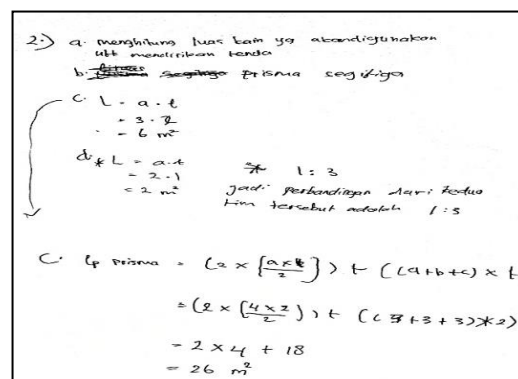 2.) a. menghitung luas kain yg akan digunakan
utk mendirikan tenda
b. prisma segitiga
c. L = a . t
= 3 . 2
= 6 m²
d. * L = a.t
= 2 . 1
= 2 m²
* 1 : 3
jadi perbandingan dari kedua
tim tersebut adalah 1:3
C. Lp prisma = (2 × [a×t/2]) + ((a+b+c) × t
= (2 × [4×2/2]) + ((3+3+3)×2)
= 2 × 4 + 18
= 26 m²